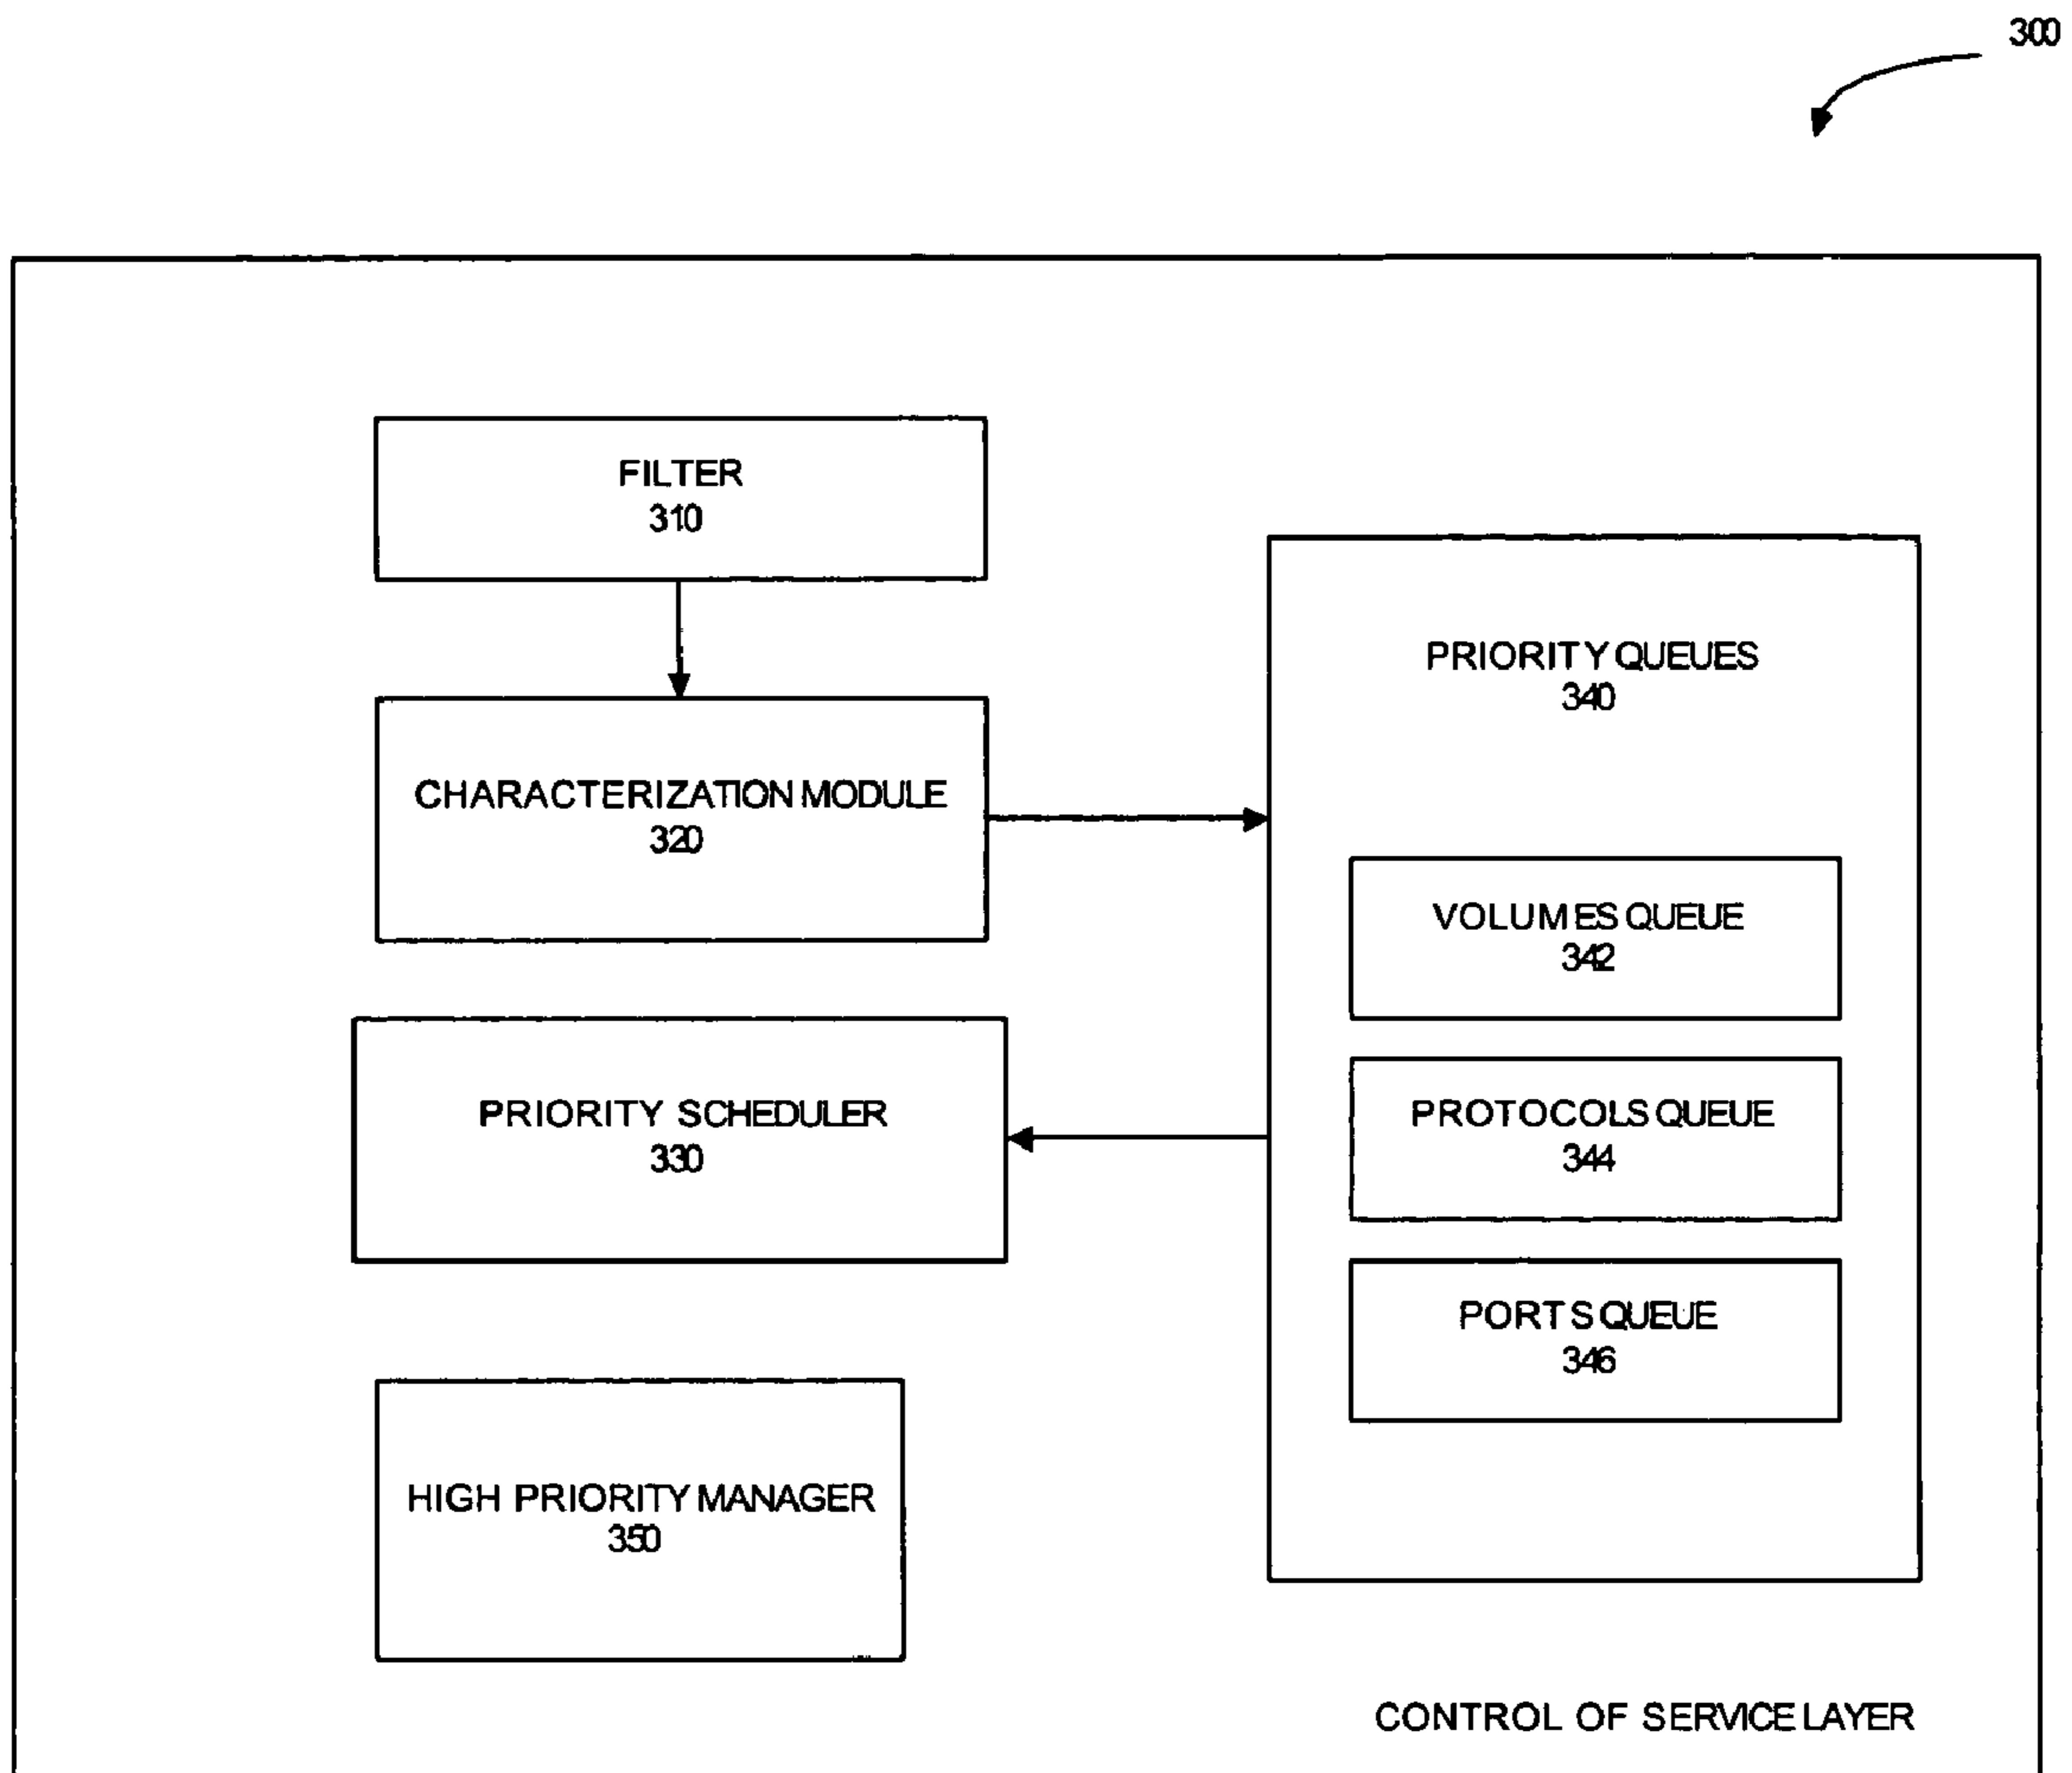 300
FILTER
310
CHARACTERIZATION MODULE
320
PRIORITY SCHEDULER
330
HIGH PRIORITY MANAGER
350
PRIORITY QUEUES
340
VOLUMES QUEUE
342
PROTOCOLS QUEUE
344
PORTS QUEUE
346
CONTROL OF SERVICE LAYER